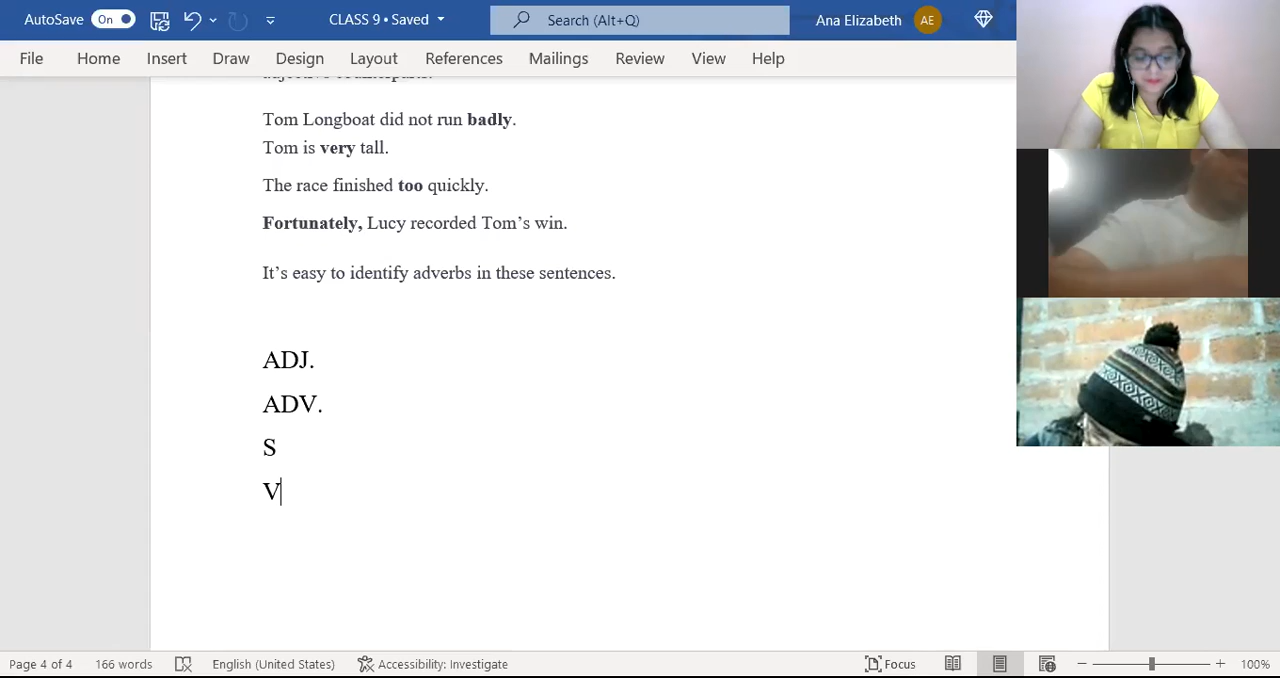 AutoSave On CLASS 9 • Saved Search (Alt+Q) Ana Elizabeth AE
File Home Insert Draw Design Layout References Mailings Review View Help
adjective counterparts.
Tom Longboat did not run badly.
Tom is very tall.
The race finished too quickly.
Fortunately, Lucy recorded Tom’s win.
It’s easy to identify adverbs in these sentences.
ADJ.
ADV.
S
V
Page 4 of 4 166 words English (United States) Accessibility: Investigate Focus 100%